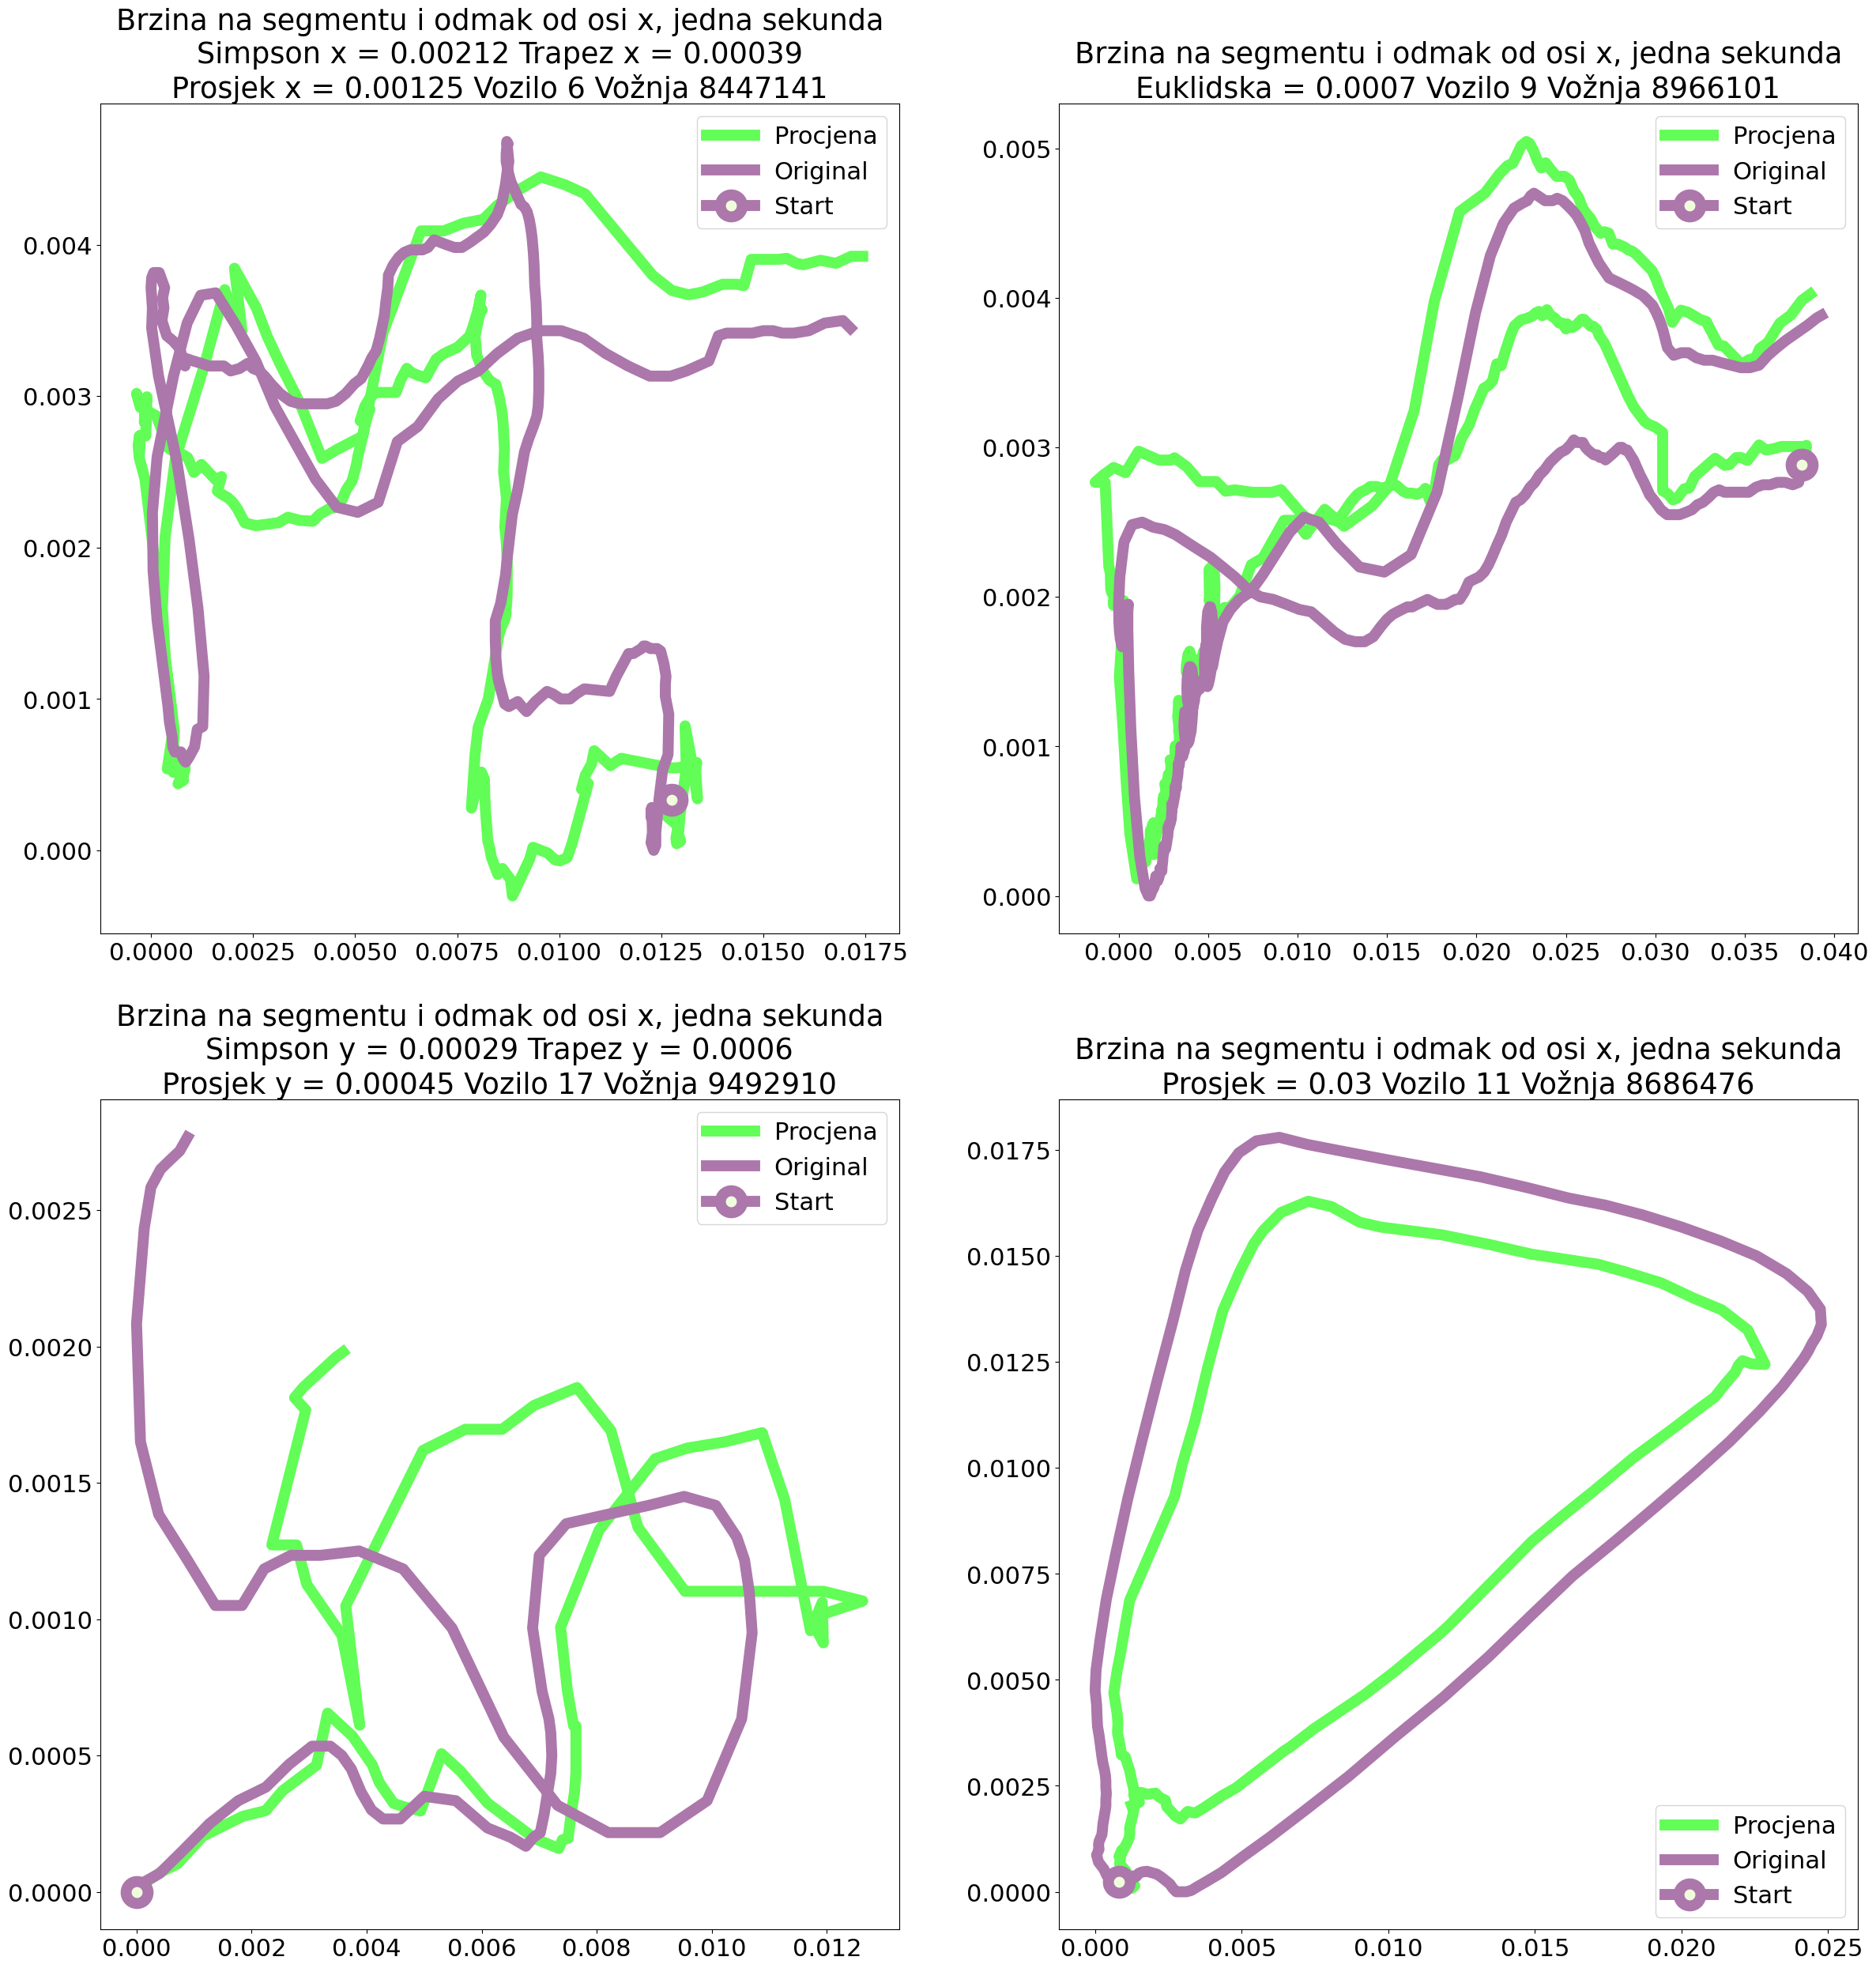 Brzina na segmentu i odmak od osi x, jedna sekunda
Simpson x = 0.00212 Trapez x = 0.00039
Prosjek x = 0.00125 Vozilo 6 Vožnja 8447141
Procjena
Original
Start
0.004
0.003
0.002
0.001
0.000
0.0000 0.0025 0.0050 0.0075 0.0100 0.0125 0.0150 0.0175
Brzina na segmentu i odmak od osi x, jedna sekunda
Euklidska = 0.0007 Vozilo 9 Vožnja 8966101
Procjena
Original
Start
0.005
0.004
0.003
0.002
0.001
0.000
0.000 0.005 0.010 0.015 0.020 0.025 0.030 0.035 0.040
Brzina na segmentu i odmak od osi x, jedna sekunda
Simpson y = 0.00029 Trapez y = 0.0006
Prosjek y = 0.00045 Vozilo 17 Vožnja 9492910
Procjena
Original
Start
0.0025
0.0020
0.0015
0.0010
0.0005
0.0000
0.000 0.002 0.004 0.006 0.008 0.010 0.012
Brzina na segmentu i odmak od osi x, jedna sekunda
Prosjek = 0.03 Vozilo 11 Vožnja 8686476
0.0175
0.0150
0.0125
0.0100
0.0075
0.0050
0.0025
0.0000
Procjena
Original
Start
0.000 0.005 0.010 0.015 0.020 0.025